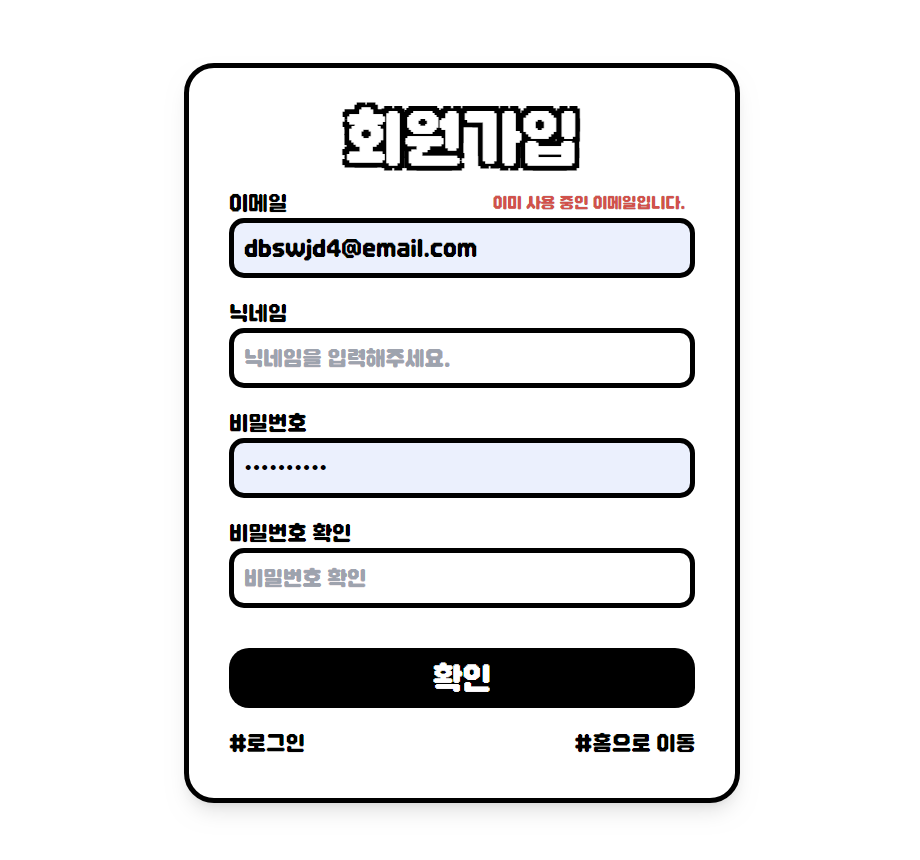 회원가입
이메일 이미 사용 중인 이메일입니다.
dbswjd4@email.com
닉네임
닉네임을 입력해주세요.
비밀번호
••••••••••
비밀번호 확인
비밀번호 확인
확인
#로그인 #홈으로 이동